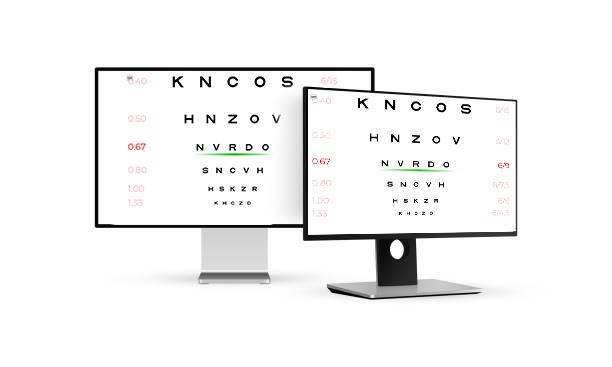 0.40 K N C O S 6/15
0.50 H N Z O V
0.67 N V R D O
0.80 S N C V H
1.00 H S K Z R
1.33 K H C Z D
0.40 K N C O S 6/15
0.50 H N Z O V 6/12
0.67 N V R D O 6/9
0.80 S N C V H 6/7.5
1.00 H S K Z R 6/6
1.33 K H C Z D 6/4.5